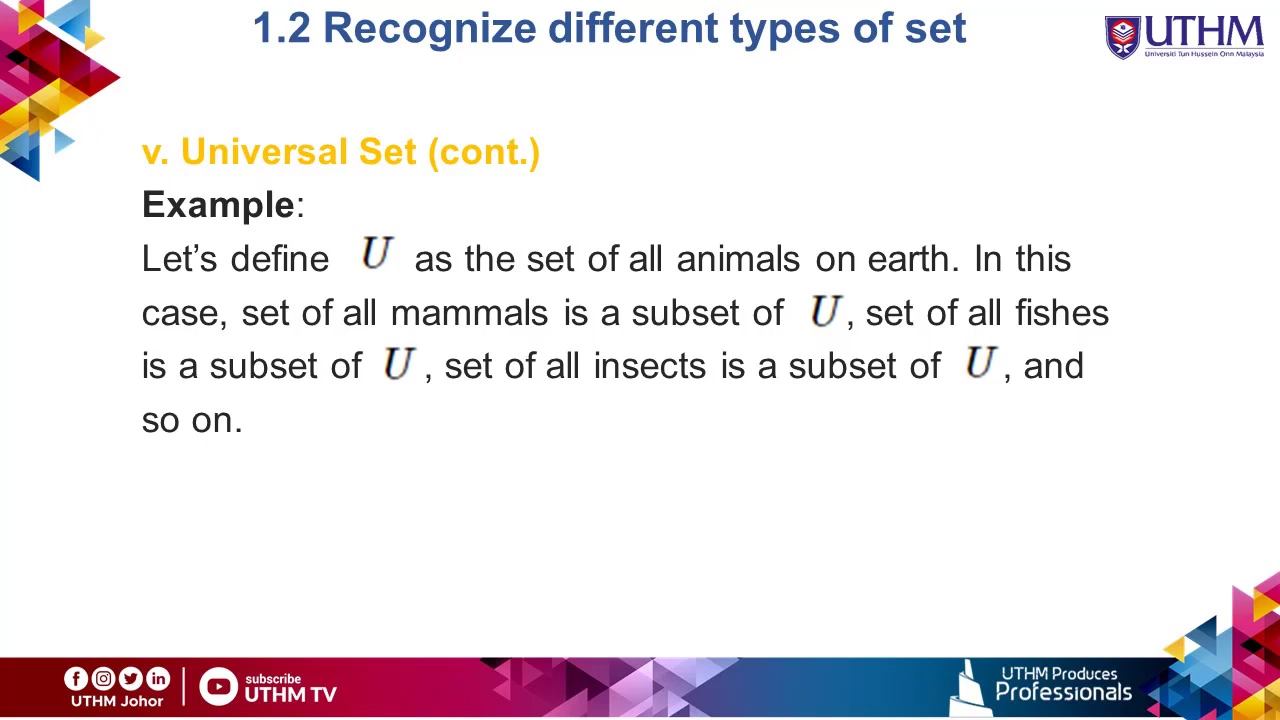 1.2 Recognize different types of set
UTHM
Universiti Tun Hussein Onn Malaysia
v. Universal Set (cont.)
Example:
Let’s define U as the set of all animals on earth. In this
case, set of all mammals is a subset of U, set of all fishes
is a subset of U, set of all insects is a subset of U, and
so on.
UTHM Johor
subscribe
UTHM TV
UTHM Produces
Professionals